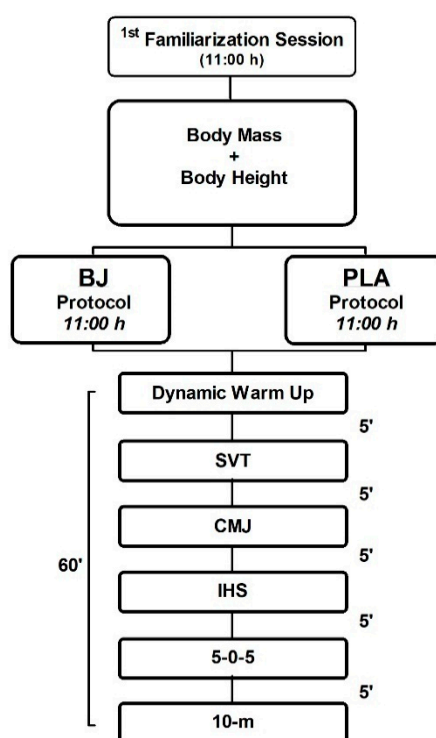 1st Familiarization Session
(11:00 h)
Body Mass
+
Body Height
BJ
Protocol
11:00 h
PLA
Protocol
11:00 h
Dynamic Warm Up
5'
SVT
5'
CMJ
5'
60'
IHS
5'
5-0-5
5'
10-m